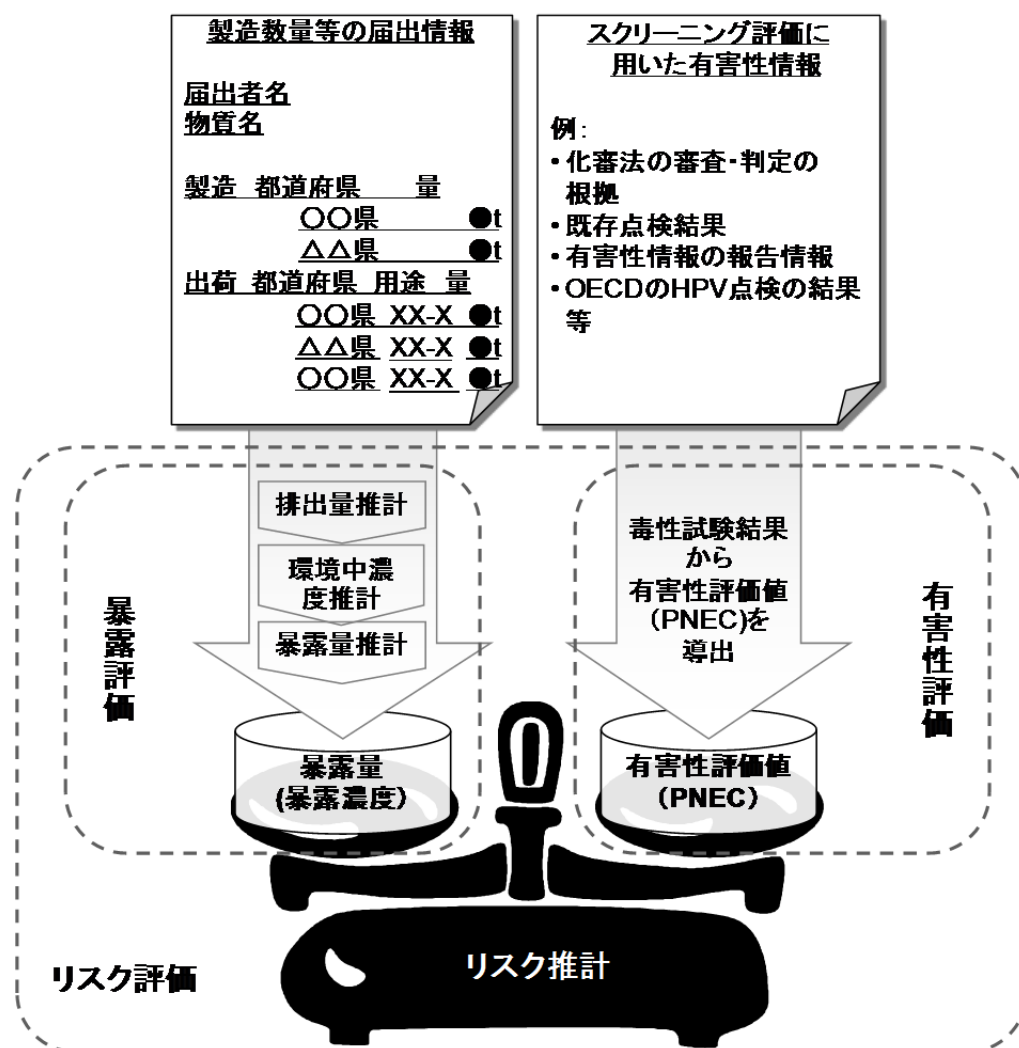 製造数量等の届出情報
届出者名
物質名
製造 都道府県 量
〇〇県 ●t
△△県 ●t
出荷 都道府県 用途 量
〇〇県 XX-X ●t
△△県 XX-X ●t
〇〇県 XX-X ●t
スクリーニング評価に
用いた有害性情報
例:
・化審法の審査・判定の
根拠
・既存点検結果
・有害性情報の報告情報
・OECDのHPV点検の結果
等
排出量推計
環境中濃
度推計
暴露量推計
暴露評価
毒性試験結果
から
有害性評価値
(PNEC)を
導出
有害性評価
暴露量
(暴露濃度)
有害性評価値
(PNEC)
リスク評価
リスク推計